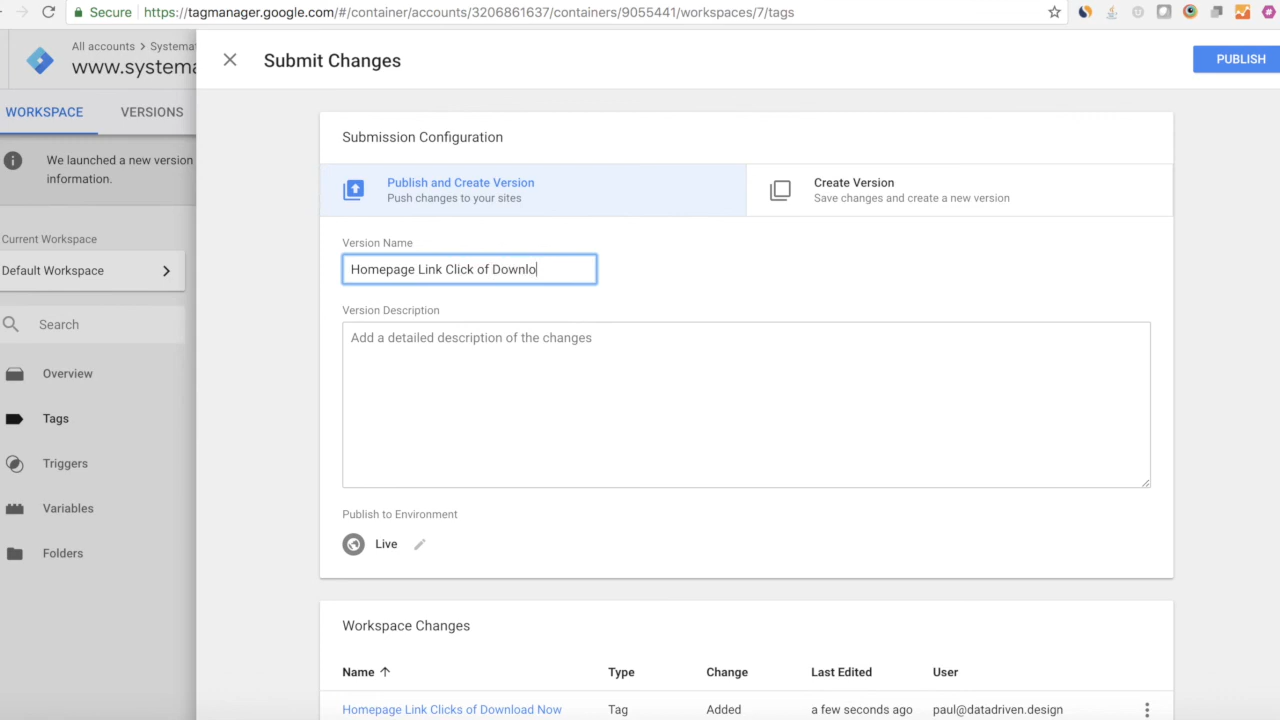 Secure
https://tagmanager.google.com/#/container/accounts/3206861637/containers/9055441/workspaces/7/tags
All accounts > Systema
www.systema
Submit Changes
PUBLISH
WORKSPACE VERSIONS
We launched a new version
information.
Current Workspace
Default Workspace
Search
Overview
Tags
Triggers
Variables
Folders
Submission Configuration
Publish and Create Version
Push changes to your sites
Create Version
Save changes and create a new version
Version Name
Homepage Link Click of Downlo
Version Description
Add a detailed description of the changes
Publish to Environment
Live
Workspace Changes
Name Type Change Last Edited User
Homepage Link Clicks of Download Now Tag Added a few seconds ago paul@datadriven.design